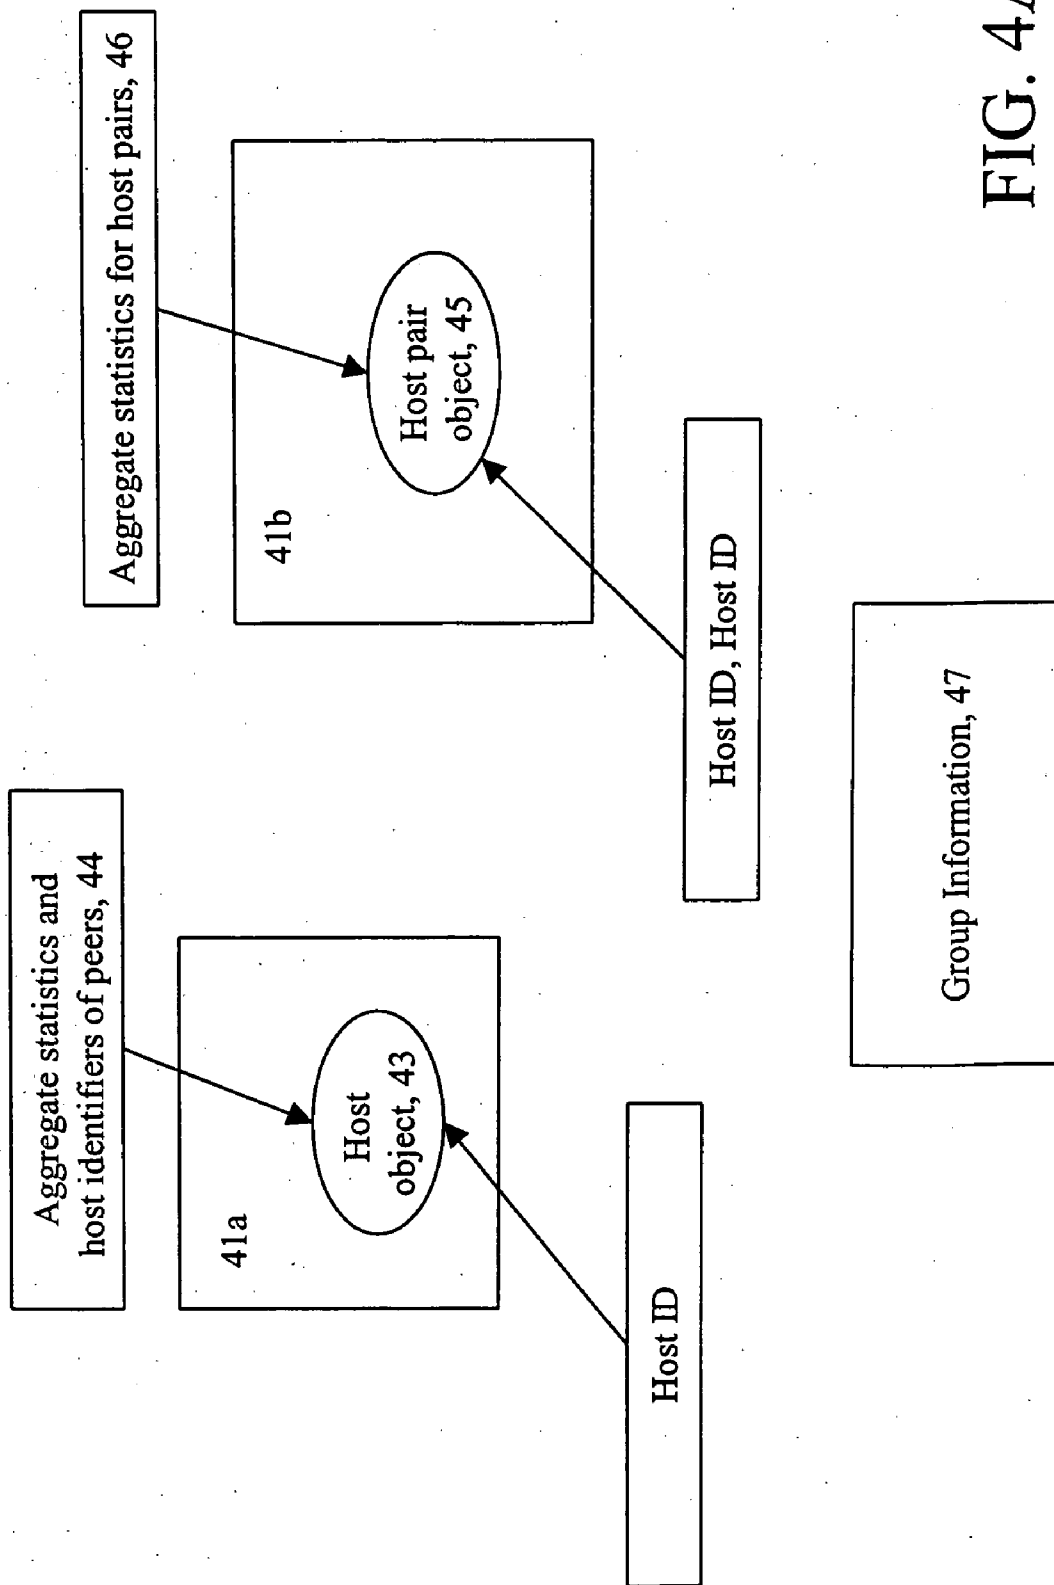 Aggregate statistics and
host identifiers of peers, 44
Aggregate statistics for host pairs, 46
41a
Host
object, 43
41b
Host pair
object, 45
Host ID
Host ID, Host ID
Group Information, 47
FIG. 4A